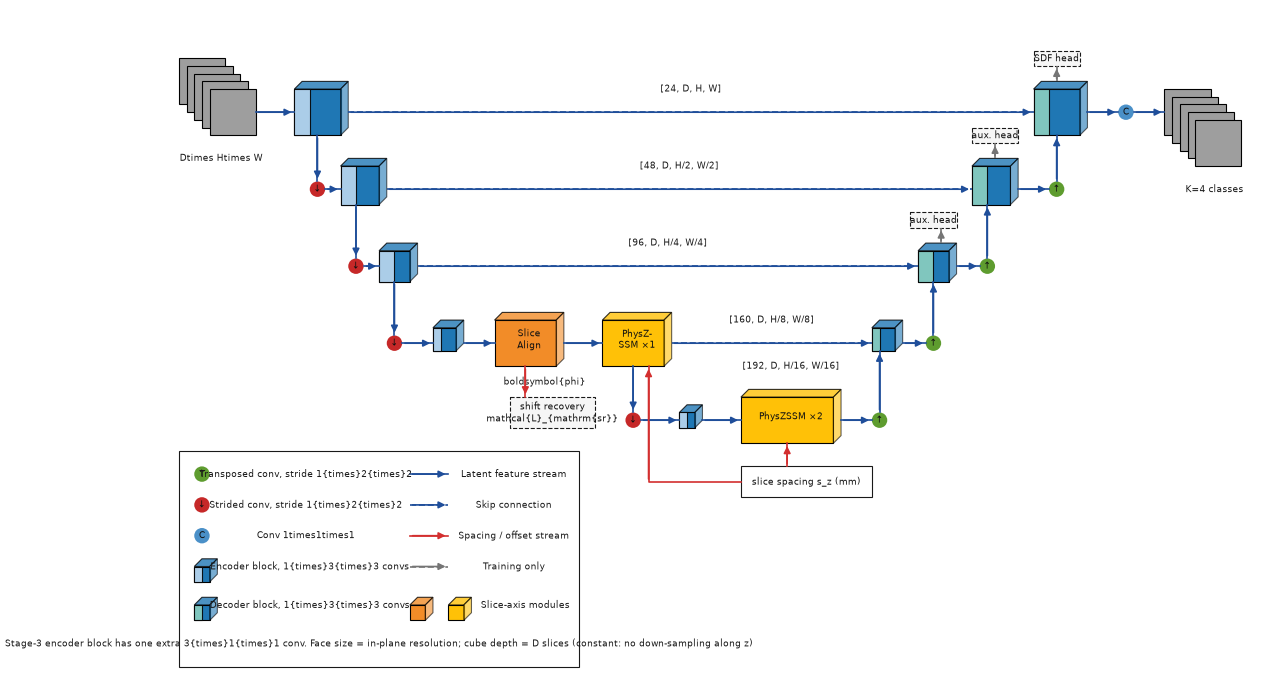 SDF head
[24, D, H, W]
C
aux. head
Dtimes Htimes W
[48, D, H/2, W/2]
K=4 classes
↓
↑
aux. head
[96, D, H/4, W/4]
↓
↑
[160, D, H/8, W/8]
Slice
Align
PhysZ-
SSM ×1
↓
↑
[192, D, H/16, W/16]
boldsymbol{phi}
shift recovery
mathcal{L}_{mathrm{sr}}
↓
PhysZSSM ×2
↑
slice spacing s_z (mm)
↑
Transposed conv, stride 1{times}2{times}2
Latent feature stream
↓
Strided conv, stride 1{times}2{times}2
Skip connection
C
Conv 1times1times1
Spacing / offset stream
Encoder block, 1{times}3{times}3 convs
Training only
Decoder block, 1{times}3{times}3 convs
Slice-axis modules
Stage-3 encoder block has one extra 3{times}1{times}1 conv. Face size = in-plane resolution; cube depth = D slices (constant: no down-sampling along z)